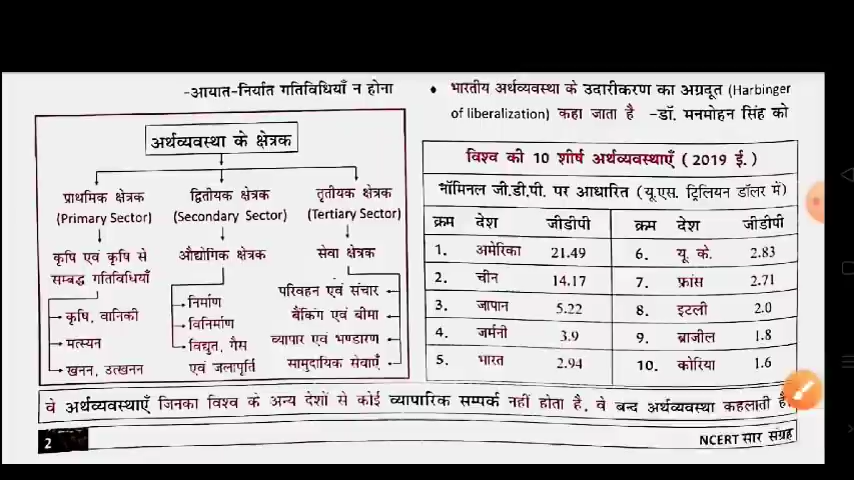 -आयात-निर्यात गतिविधियाँ न होना
अर्थव्यवस्था के क्षेत्रक
प्राथमिक क्षेत्रक
(Primary Sector)
कृषि एवं कृषि से
सम्बद्ध गतिविधियाँ
कृषि, वानिकी
मत्स्यन
खनन, उत्खनन
द्वितीयक क्षेत्रक
(Secondary Sector)
औद्योगिक क्षेत्रक
निर्माण
विनिर्माण
विद्युत, गैस
एवं जलापूर्ति
तृतीयक क्षेत्रक
(Tertiary Sector)
सेवा क्षेत्रक
परिवहन एवं संचार
बैंकिंग एवं बीमा
व्यापार एवं भण्डारण
सामुदायिक सेवाएँ
♦ भारतीय अर्थव्यवस्था के उदारीकरण का अग्रदूत (Harbinger
of liberalization) कहा जाता है -डॉ. मनमोहन सिंह को
विश्व की 10 शीर्ष अर्थव्यवस्थाएँ (2019 ई.)
नॉमिनल जी.डी.पी. पर आधारित (यू.एस. ट्रिलियन डॉलर में)
क्रम देश जीडीपी क्रम देश जीडीपी
1. अमेरिका 21.49 6. यू. के. 2.83
2. चीन 14.17 7. फ्रांस 2.71
3. जापान 5.22 8. इटली 2.0
4. जर्मनी 3.9 9. ब्राजील 1.8
5. भारत 2.94 10. कोरिया 1.6
वे अर्थव्यवस्थाएँ जिनका विश्व के अन्य देशों से कोई व्यापारिक सम्पर्क नहीं होता है, वे बन्द अर्थव्यवस्था कहलाती है।
2
NCERT सार संग्रह